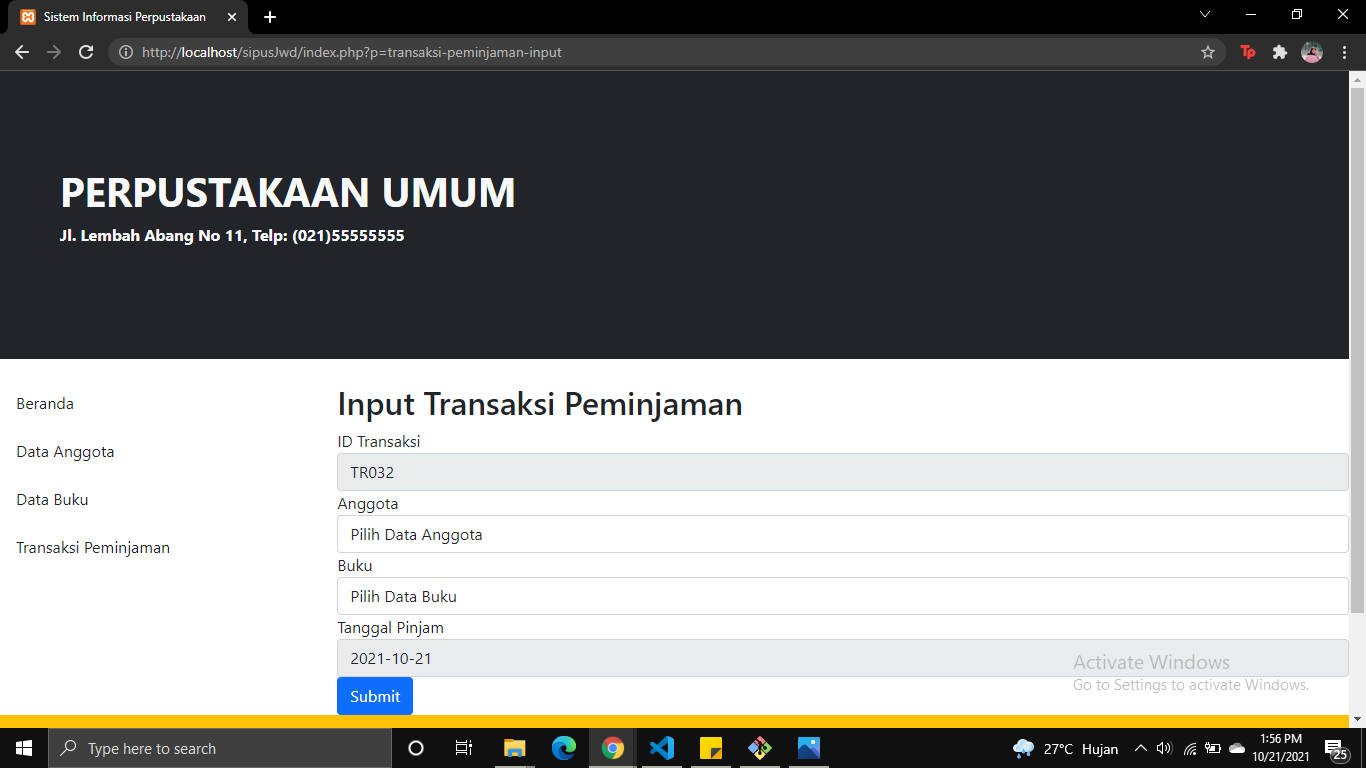 Sistem Informasi Perpustakaan
http://localhost/sipusJwd/index.php?p=transaksi-peminjaman-input
Tp
PERPUSTAKAAN UMUM
Jl. Lembah Abang No 11, Telp: (021)55555555
Beranda
Data Anggota
Data Buku
Transaksi Peminjaman
Input Transaksi Peminjaman
ID Transaksi
TR032
Anggota
Pilih Data Anggota
Buku
Pilih Data Buku
Tanggal Pinjam
2021-10-21
Submit
Activate Windows
Go to Settings to activate Windows.
Type here to search
27°C Hujan
1:56 PM
10/21/2021
25